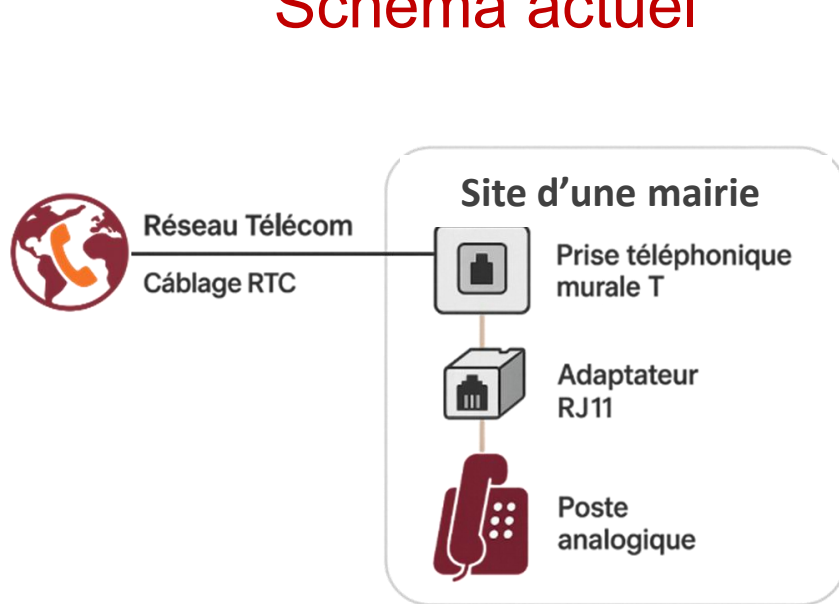 Schéma actuel
Site d’une mairie
Réseau Télécom
Câblage RTC
Prise téléphonique
murale T
Adaptateur
RJ11
Poste
analogique